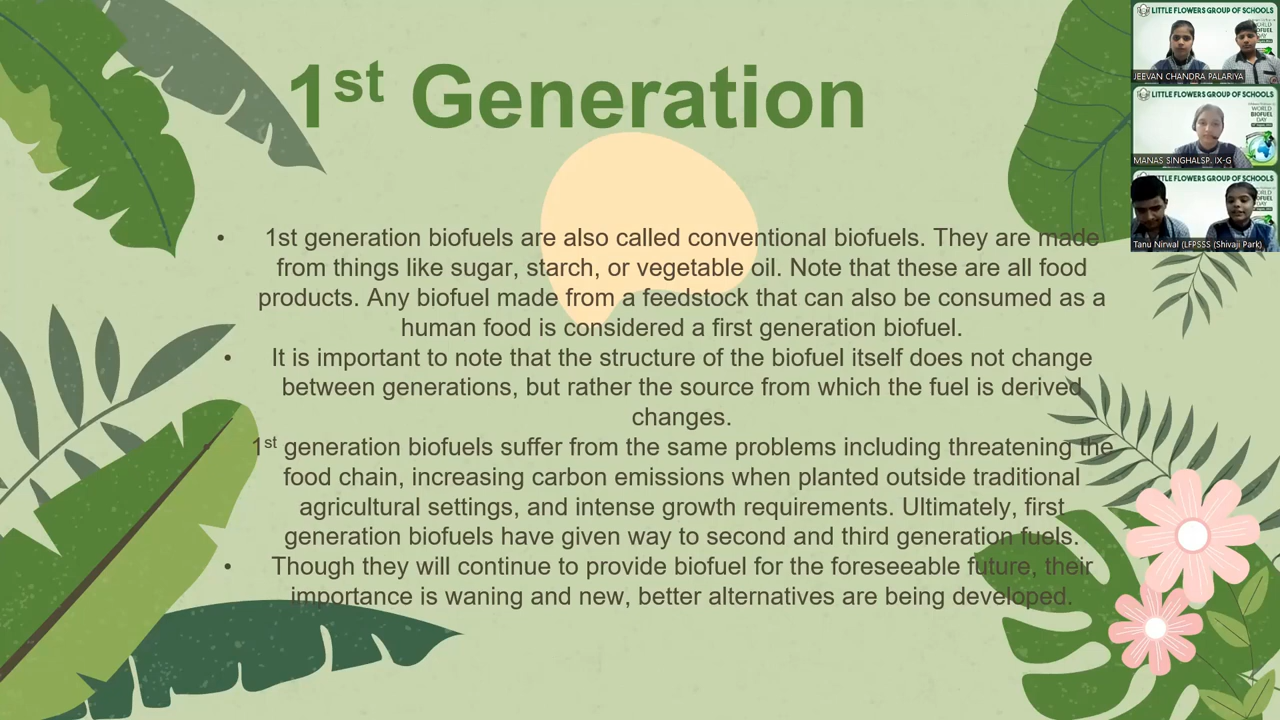 1st Generation
• 1st generation biofuels are also called conventional biofuels. They are made
from things like sugar, starch, or vegetable oil. Note that these are all food
products. Any biofuel made from a feedstock that can also be consumed as a
human food is considered a first generation biofuel.
• It is important to note that the structure of the biofuel itself does not change
between generations, but rather the source from which the fuel is derived
changes.
• 1st generation biofuels suffer from the same problems including threatening the
food chain, increasing carbon emissions when planted outside traditional
agricultural settings, and intense growth requirements. Ultimately, first
generation biofuels have given way to second and third generation fuels.
• Though they will continue to provide biofuel for the foreseeable future, their
importance is waning and new, better alternatives are being developed.
LITTLE FLOWERS GROUP OF SCHOOLS
JEEVAN CHANDRA PALARIYA
LITTLE FLOWERS GROUP OF SCHOOLS
WORLD
BIOFUEL
DAY
MANAS SINGHALSP, IX-G
LITTLE FLOWERS GROUP OF SCHOOLS
Tanu Nirwal (LFPSSS (Shivaji Park)